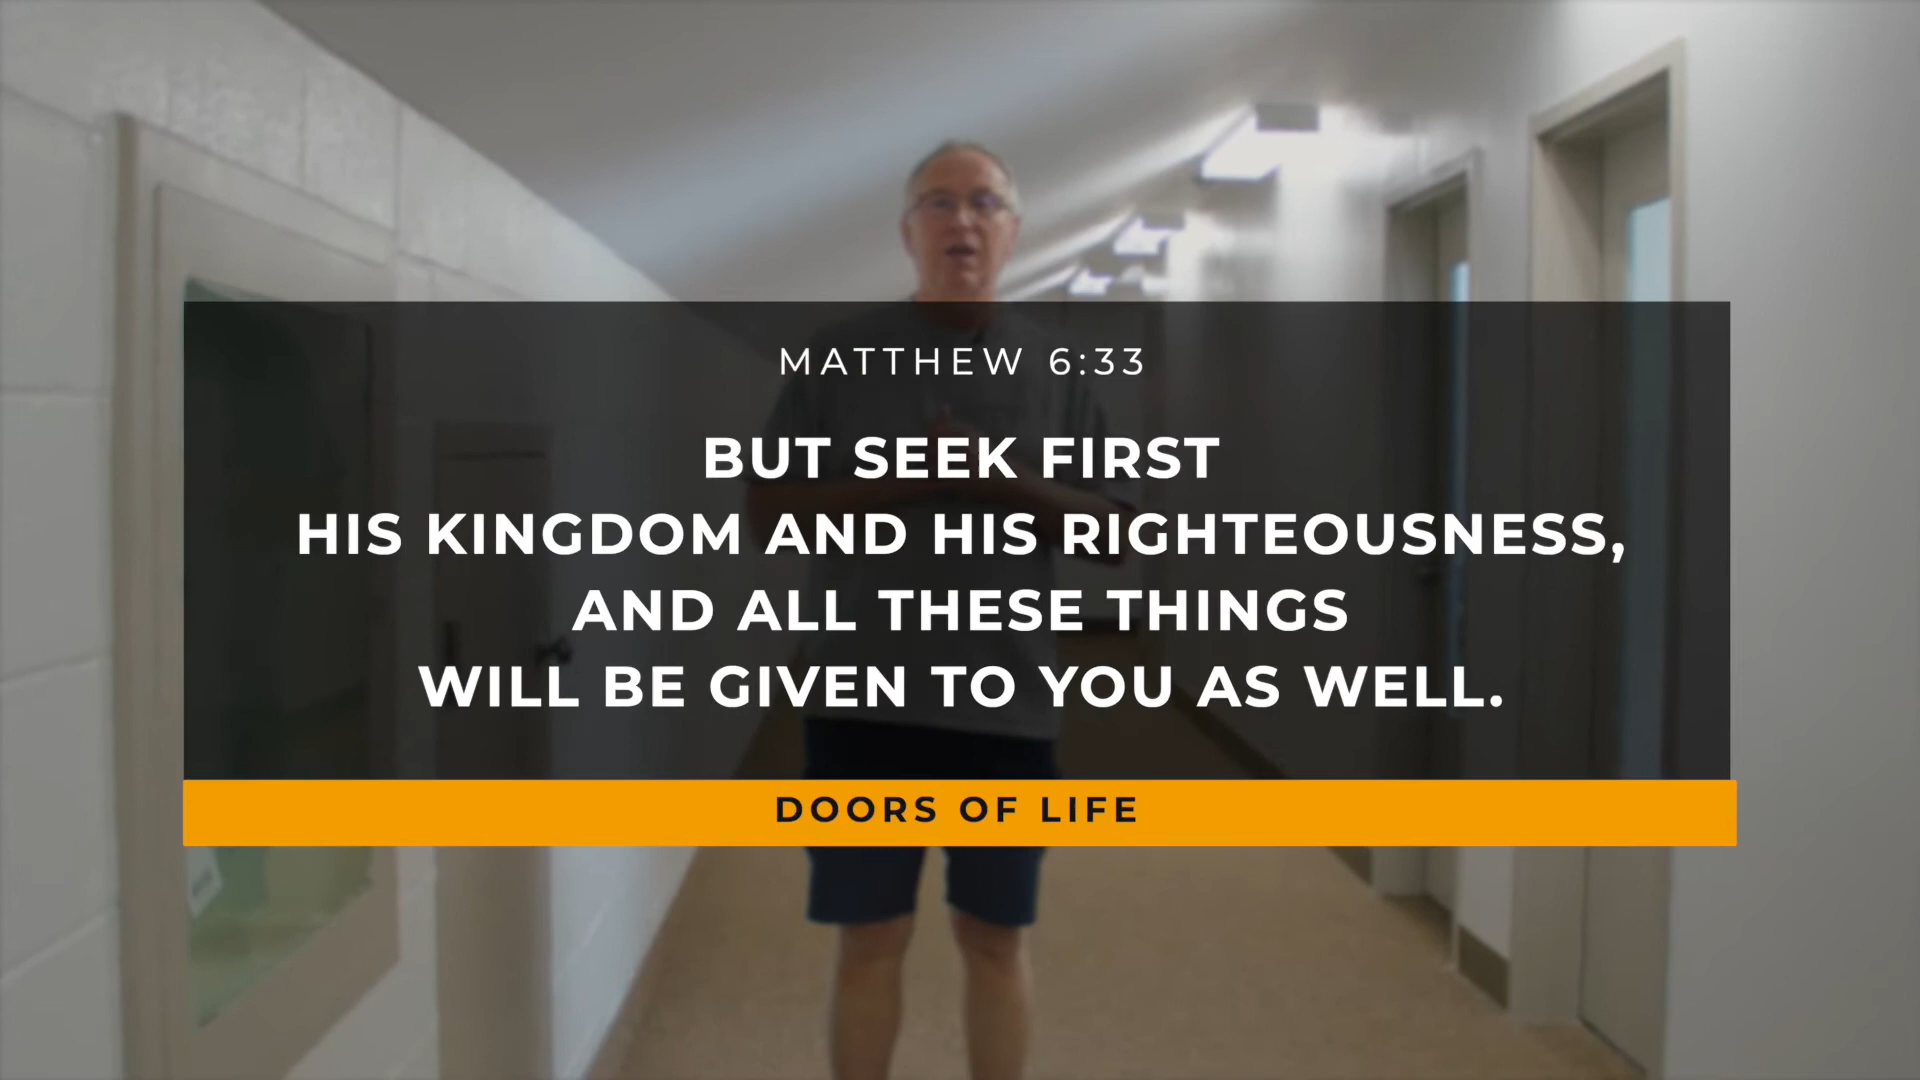 MATTHEW 6:33
BUT SEEK FIRST
HIS KINGDOM AND HIS RIGHTEOUSNESS,
AND ALL THESE THINGS
WILL BE GIVEN TO YOU AS WELL.
DOORS OF LIFE